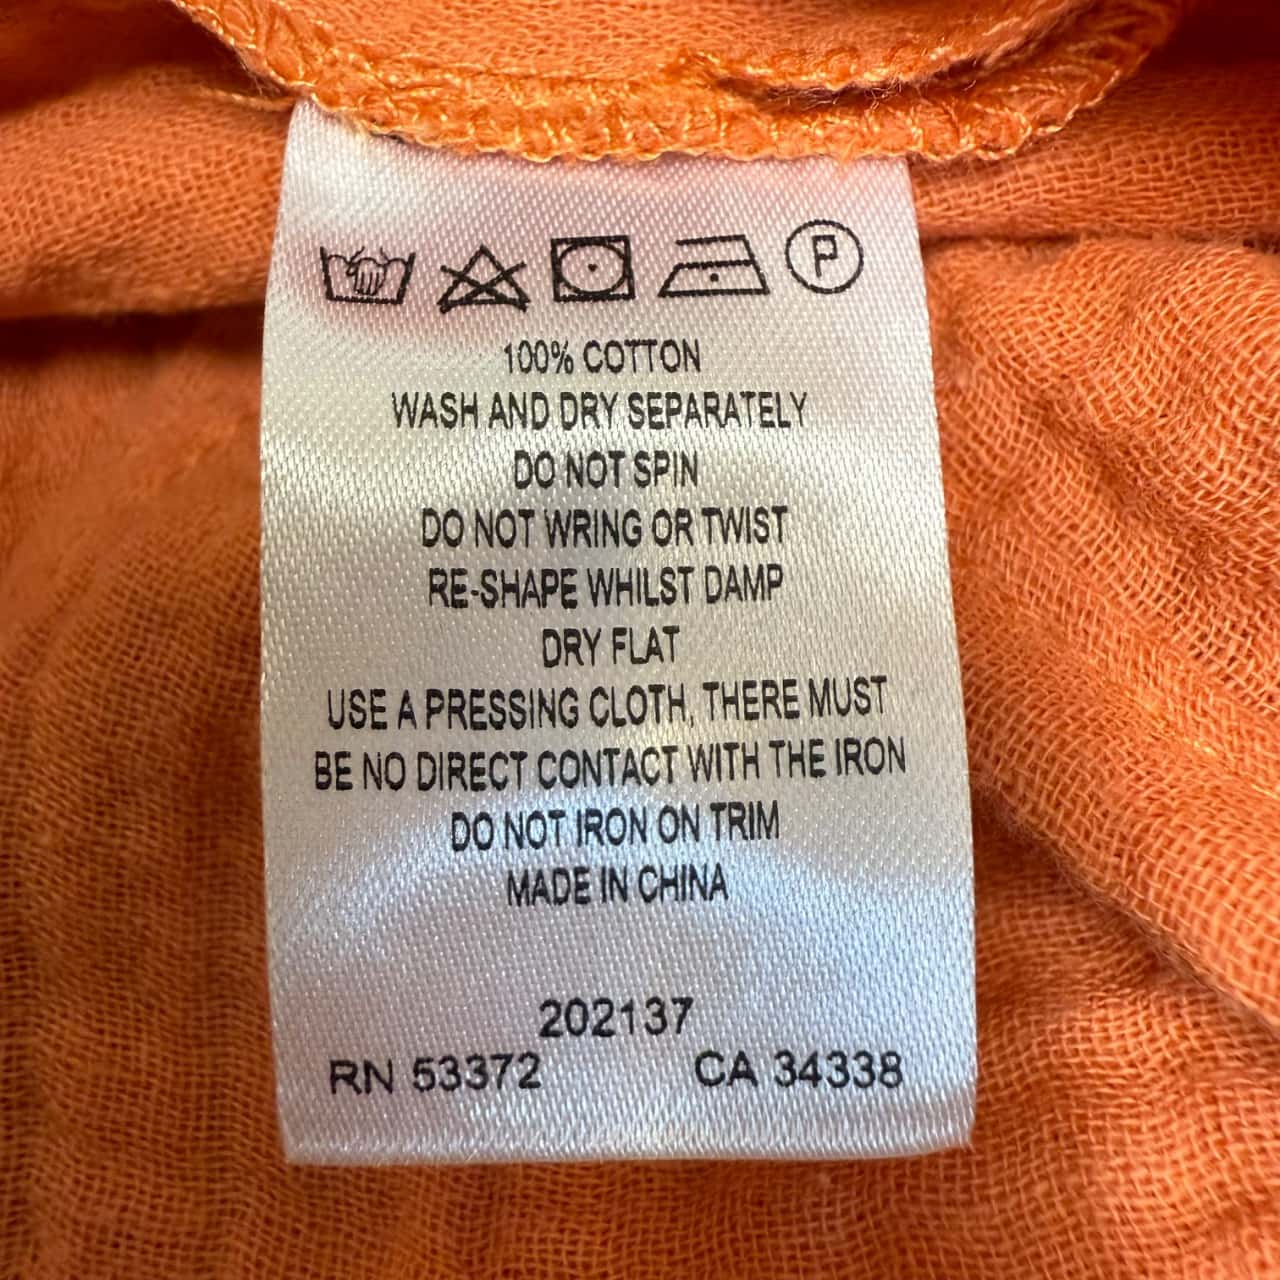 P
100% COTTON
WASH AND DRY SEPARATELY
DO NOT SPIN
DO NOT WRING OR TWIST
RE-SHAPE WHILST DAMP
DRY FLAT
USE A PRESSING CLOTH, THERE MUST
BE NO DIRECT CONTACT WITH THE IRON
DO NOT IRON ON TRIM
MADE IN CHINA
202137
RN 53372 CA 34338